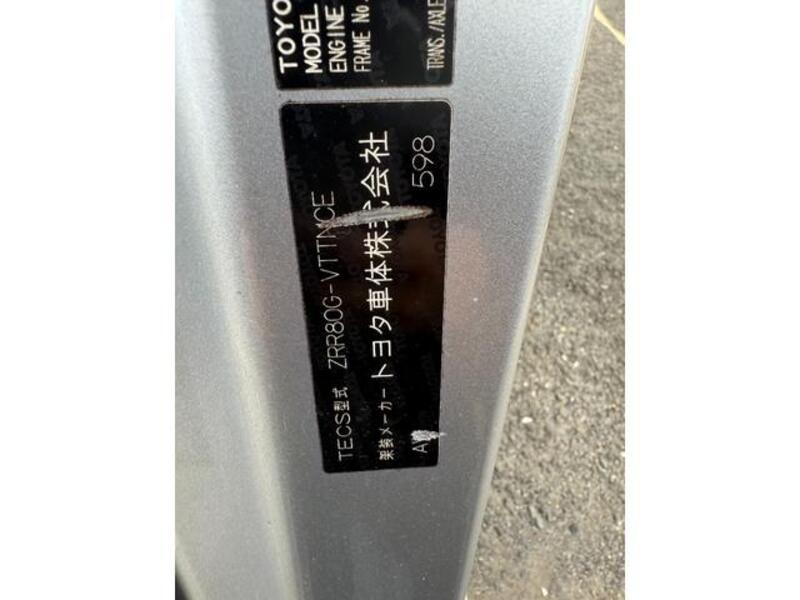 TOYO
MODEL
ENGINE
FRAME No.
TRANS./AXLE
TECS型式 ZRR80G-VTTNCE
架装メーカー トヨタ車体株式会社
A 598